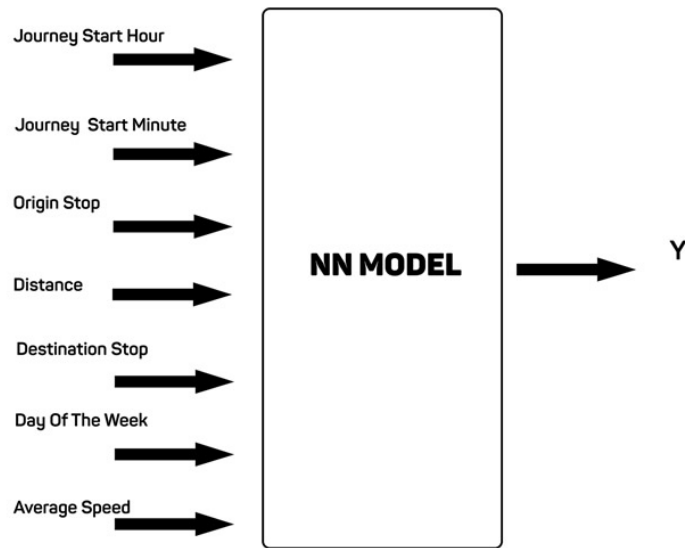 Journey Start Hour
Journey Start Minute
Origin Stop
Distance
Destination Stop
Day Of The Week
Average Speed
NN MODEL
Y